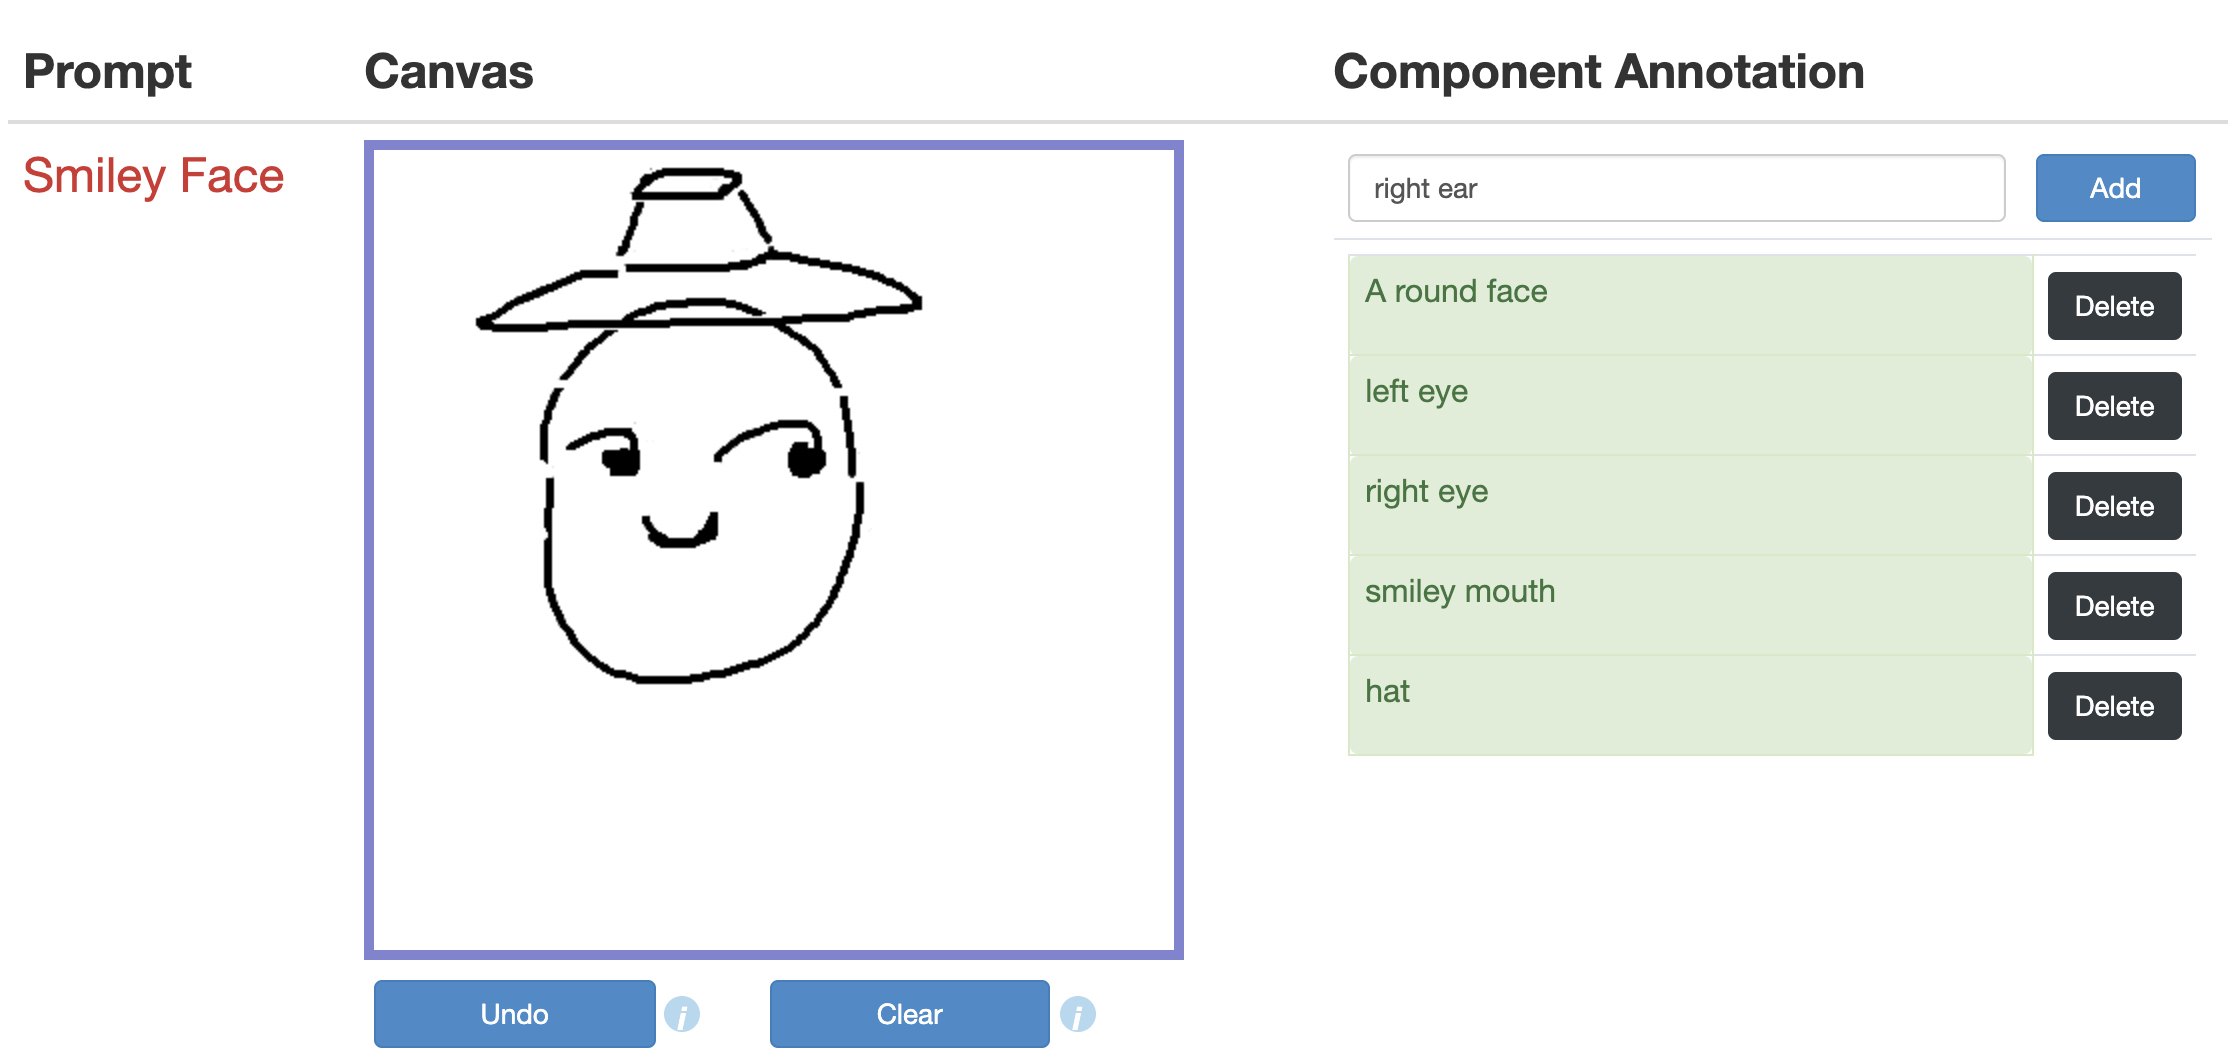 Prompt
Canvas
Component Annotation
Smiley Face
right ear
Add
A round face
Delete
left eye
Delete
right eye
Delete
smiley mouth
Delete
hat
Delete
Undo
i
Clear
i